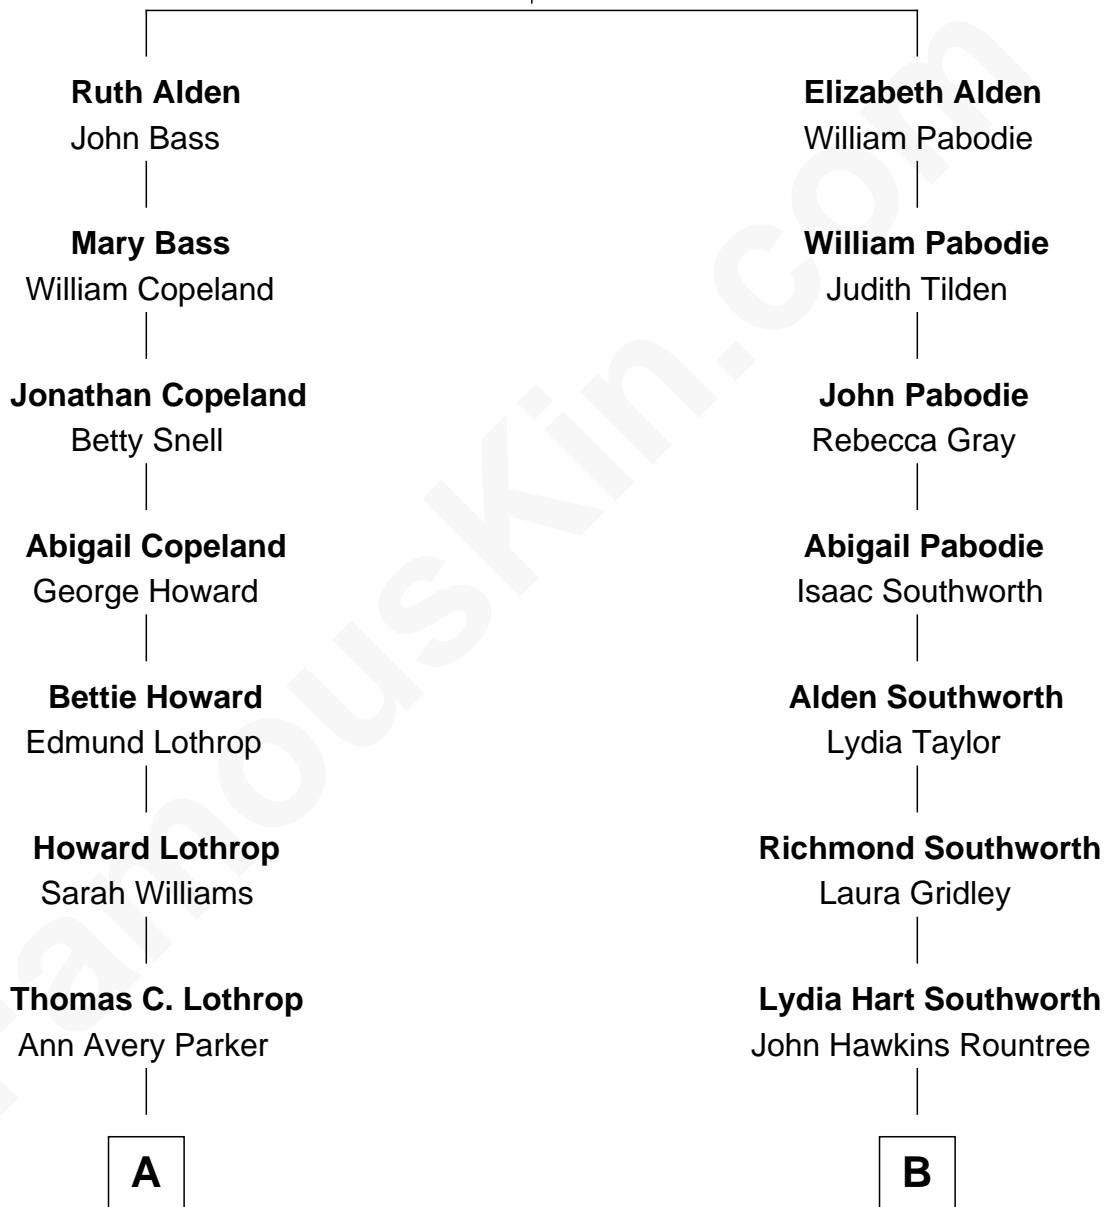 Ruth Alden
John Bass
Mary Bass
William Copeland
Jonathan Copeland
Betty Snell
Abigail Copeland
George Howard
Bettie Howard
Edmund Lothrop
Howard Lothrop
Sarah Williams
Thomas C. Lothrop
Ann Avery Parker
A
Elizabeth Alden
William Pabodie
William Pabodie
Judith Tilden
John Pabodie
Rebecca Gray
Abigail Pabodie
Isaac Southworth
Alden Southworth
Lydia Taylor
Richmond Southworth
Laura Gridley
Lydia Hart Southworth
John Hawkins Rountree
B
FamousKin.com